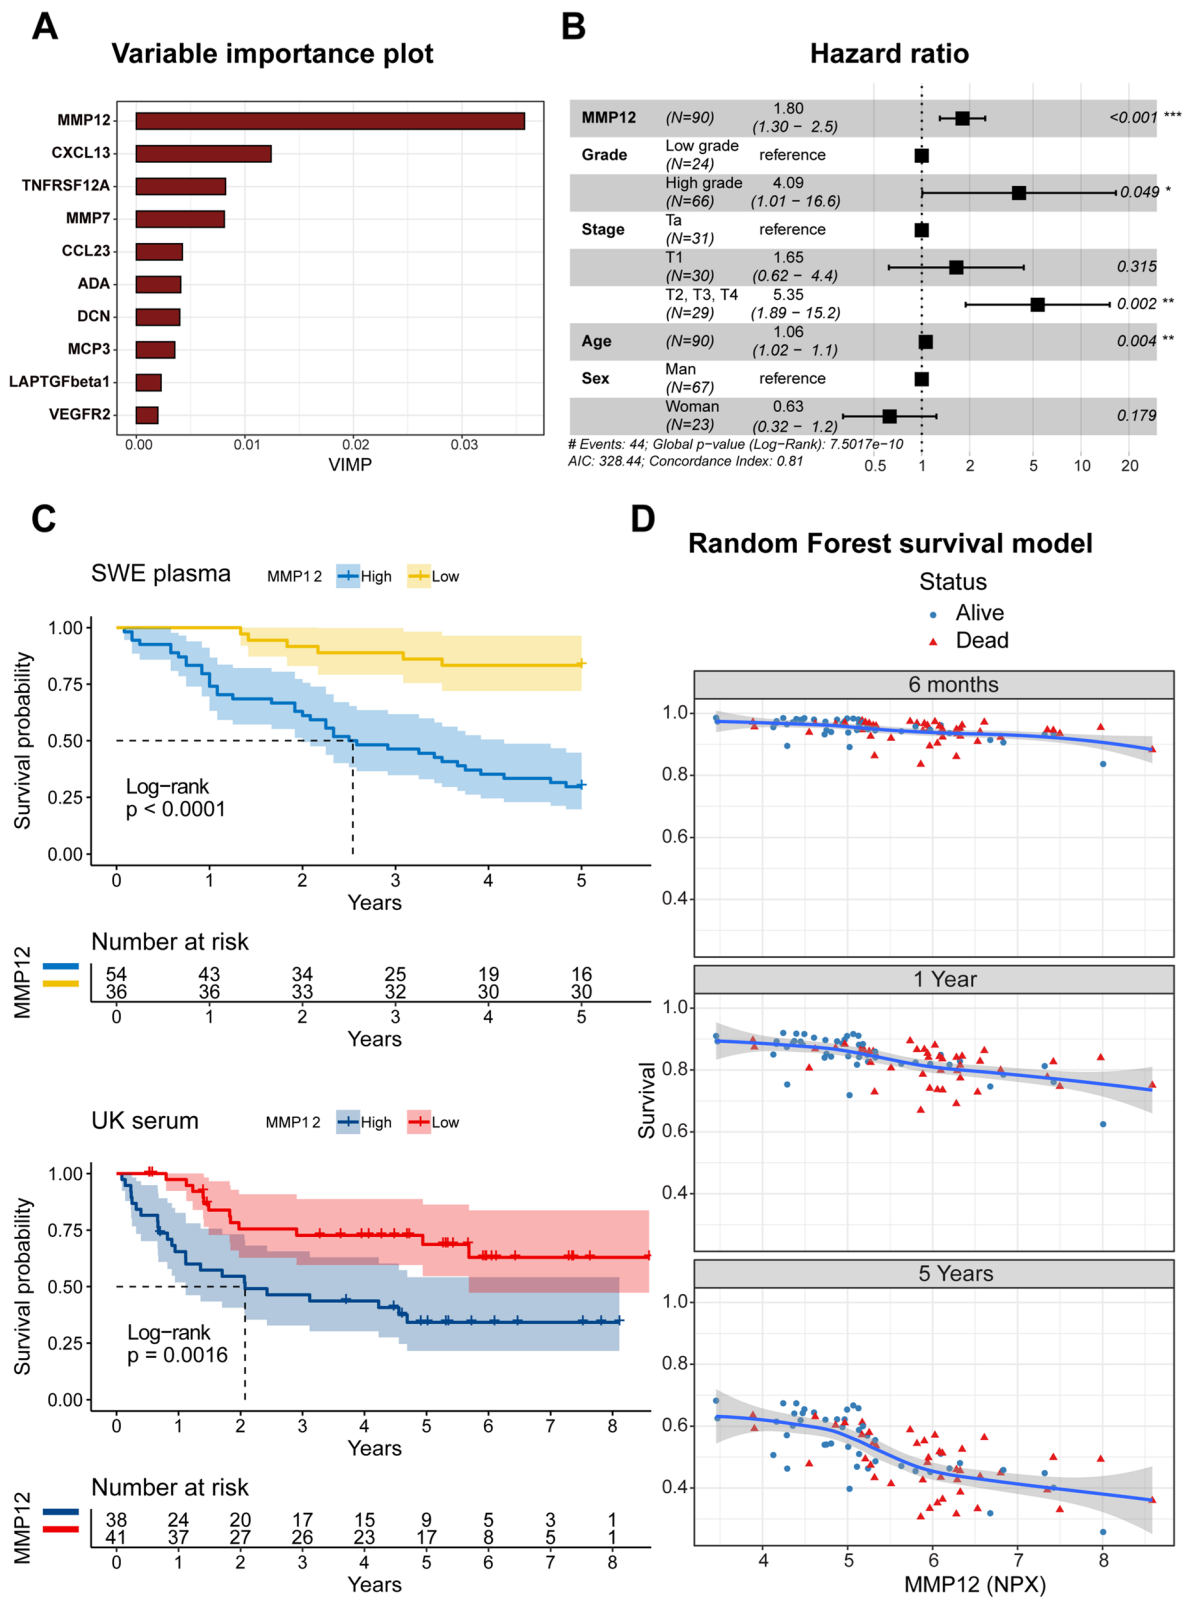 A
Variable importance plot
MMP12
CXCL13
TNFRSF12A
MMP7
CCL23
ADA
DCN
MCP3
LAPTGFbeta1
VEGFR2
0.00 0.01 0.02 0.03
VIMP
B
Hazard ratio
MMP12 (N=90) 1.80 (1.30 − 2.5) <0.001 ***
Grade Low grade (N=24) reference
High grade (N=66) 4.09 (1.01 − 16.6) 0.049 *
Stage Ta (N=31) reference
T1 (N=30) 1.65 (0.62 − 4.4) 0.315
T2, T3, T4 (N=29) 5.35 (1.89 − 15.2) 0.002 **
Age (N=90) 1.06 (1.02 − 1.1) 0.004 **
Sex Man (N=67) reference
Woman (N=23) 0.63 (0.32 − 1.2) 0.179
# Events: 44; Global p−value (Log−Rank): 7.5017e−10
AIC: 328.44; Concordance Index: 0.81
0.5 1 2 5 10 20
C
SWE plasma MMP12 High Low
Survival probability
1.00
0.75
0.50
0.25
0.00
Log−rank
p < 0.0001
0 1 2 3 4 5
Years
Number at risk
MMP12
54 43 34 25 19 16
36 36 33 32 30 30
0 1 2 3 4 5
Years
UK serum MMP12 High Low
Survival probability
1.00
0.75
0.50
0.25
0.00
Log−rank
p = 0.0016
0 1 2 3 4 5 6 7 8
Years
Number at risk
MMP12
38 24 20 17 15 9 5 3 1
41 37 27 26 23 17 8 5 1
0 1 2 3 4 5 6 7 8
Years
D
Random Forest survival model
Status
Alive
Dead
6 months
1.0
0.8
0.6
0.4
1 Year
1.0
0.8
0.6
0.4
Survival
5 Years
1.0
0.8
0.6
0.4
4 5 6 7 8
MMP12 (NPX)